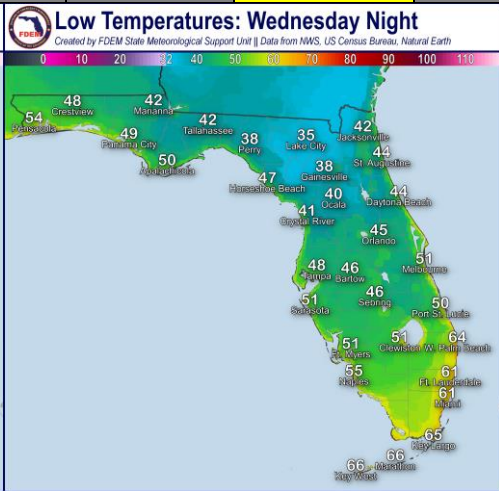 FDEM
Low Temperatures: Wednesday Night
Created by FDEM State Meteorological Support Unit || Data from NWS, US Census Bureau, Natural Earth
0 10 20 32 40 50 60 70 80 90 100 110
54
Pensacola
48
Crestview
42
Marianna
49
Panama City
42
Tallahassee
50
Apalachicola
38
Perry
35
Lake City
42
Jacksonville
44
St. Augustine
47
Horseshoe Beach
38
Gainesville
40
Ocala
44
Daytona Beach
41
Crystal River
45
Orlando
51
Melbourne
48
Tampa
46
Bartow
46
Sebring
51
Sarasota
50
Port St. Lucie
51
Ft. Myers
51
Clewiston
64
W. Palm Beach
55
Naples
61
Ft. Lauderdale
61
Miami
65
Key Largo
66
Marathon
66
Key West